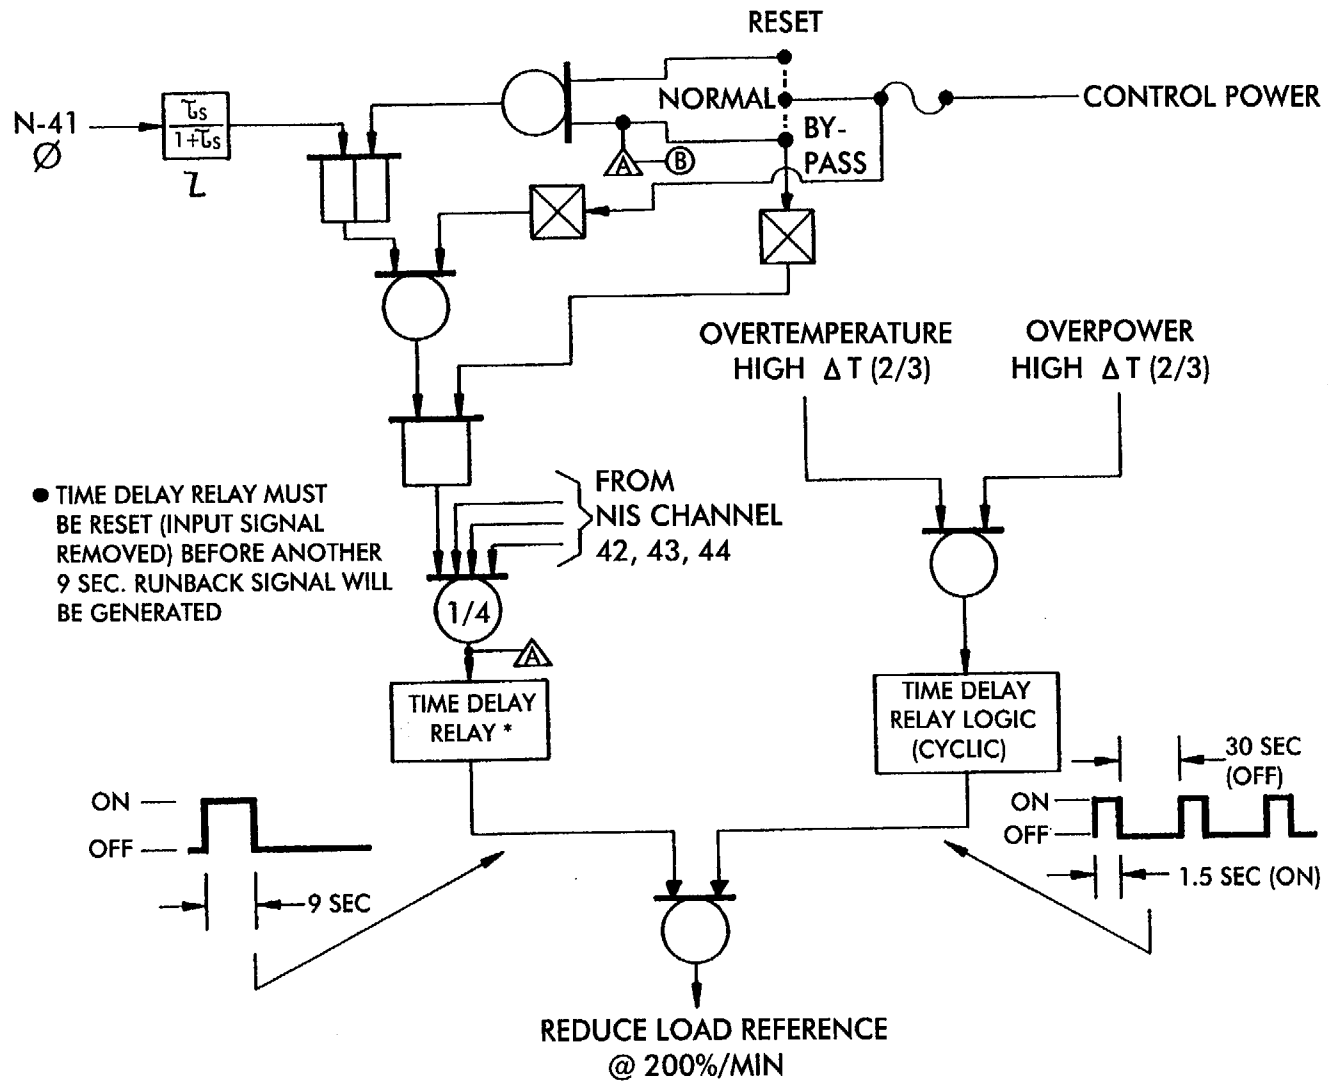 RESET
NORMAL
CONTROL POWER
N-41
Ø
τs
1+τs
BY-
PASS
A
B
OVERTEMPERATURE
HIGH Δ T (2/3)
OVERPOWER
HIGH Δ T (2/3)
● TIME DELAY RELAY MUST
BE RESET (INPUT SIGNAL
REMOVED) BEFORE ANOTHER
9 SEC. RUNBACK SIGNAL WILL
BE GENERATED
FROM
NIS CHANNEL
42, 43, 44
1/4
A
TIME DELAY
RELAY *
TIME DELAY
RELAY LOGIC
(CYCLIC)
30 SEC
(OFF)
ON
OFF
9 SEC
ON
OFF
1.5 SEC (ON)
REDUCE LOAD REFERENCE
@ 200%/MIN